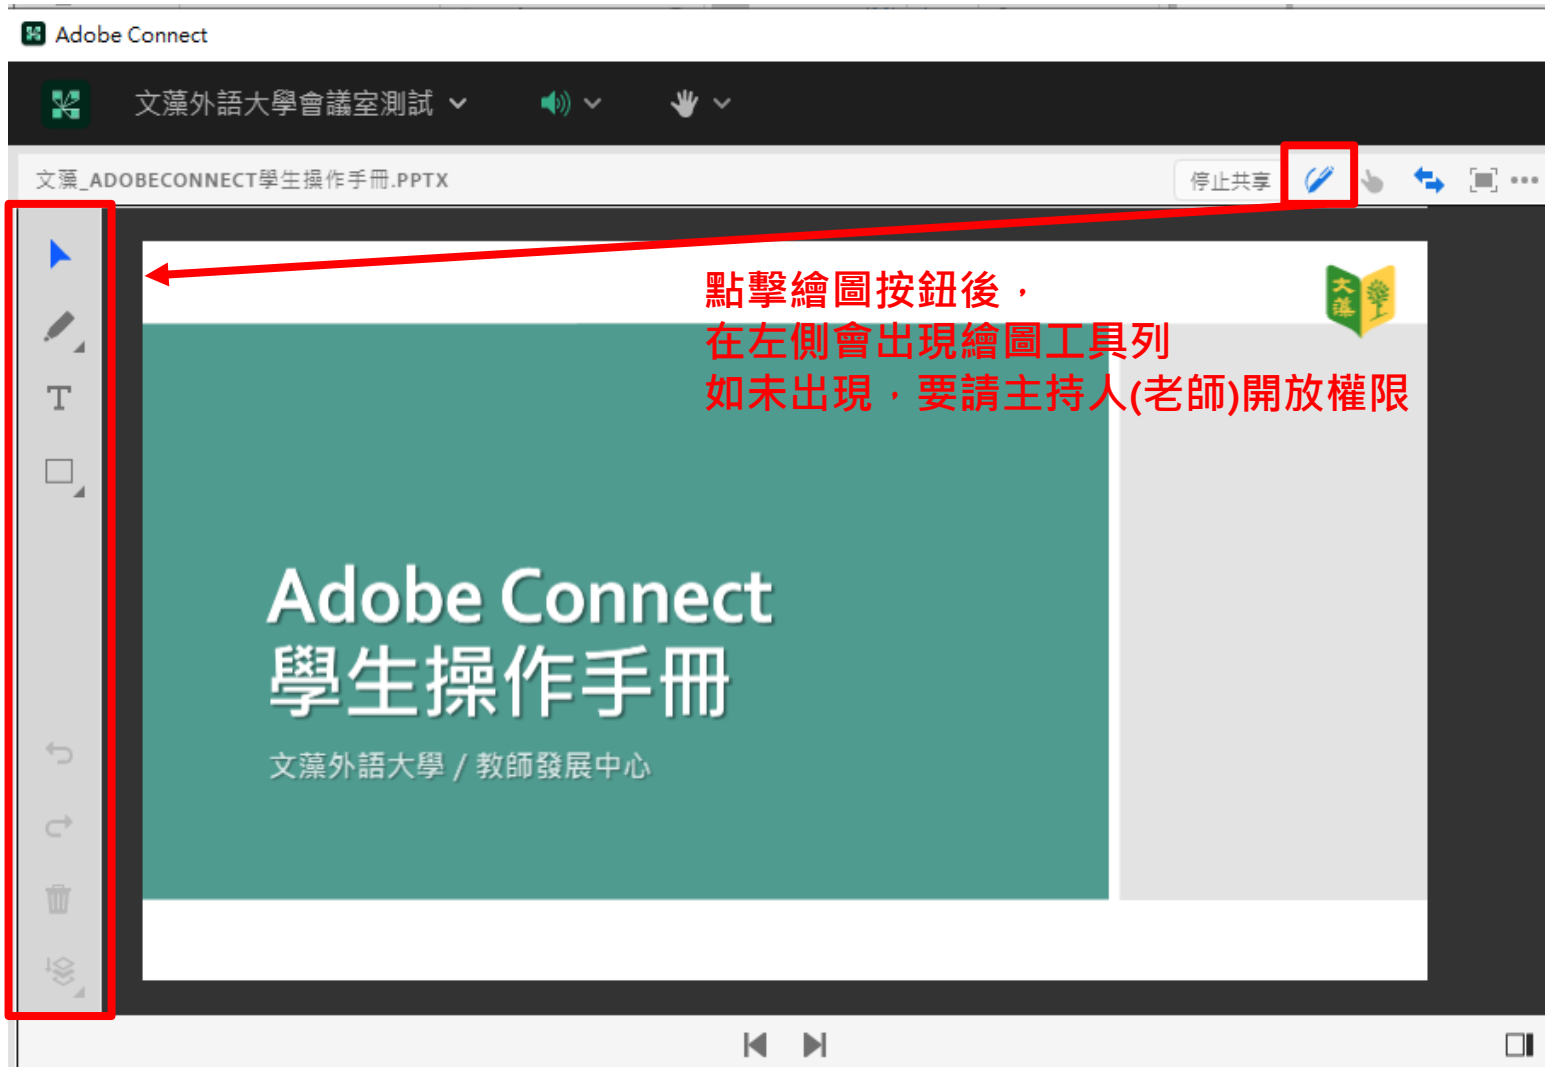 Adobe Connect
文藻外語大學會議室測試
文藻_ADOBECONNECT學生操作手冊.PPTX
停止共享
點擊繪圖按鈕後，
在左側會出現繪圖工具列
如未出現，要請主持人(老師)開放權限
文藻
T
Adobe Connect
學生操作手冊
文藻外語大學 / 教師發展中心